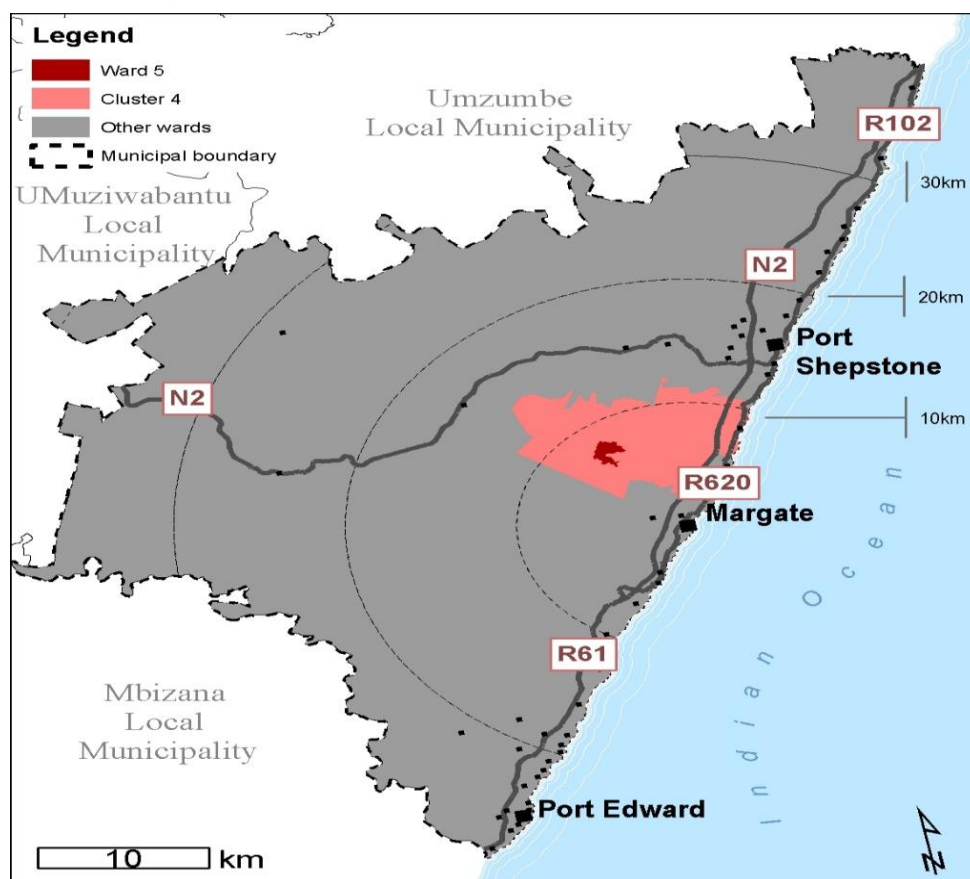 Legend
Ward 5
Cluster 4
Other wards
Municipal boundary
Umzumbe
Local Municipality
UMuziwabantu
Local
Municipality
R102
30km
N2
20km
Port
Shepstone
N2
10km
R620
Margate
R61
Mbizana
Local
Municipality
Indian Ocean
Port Edward
10 km
N